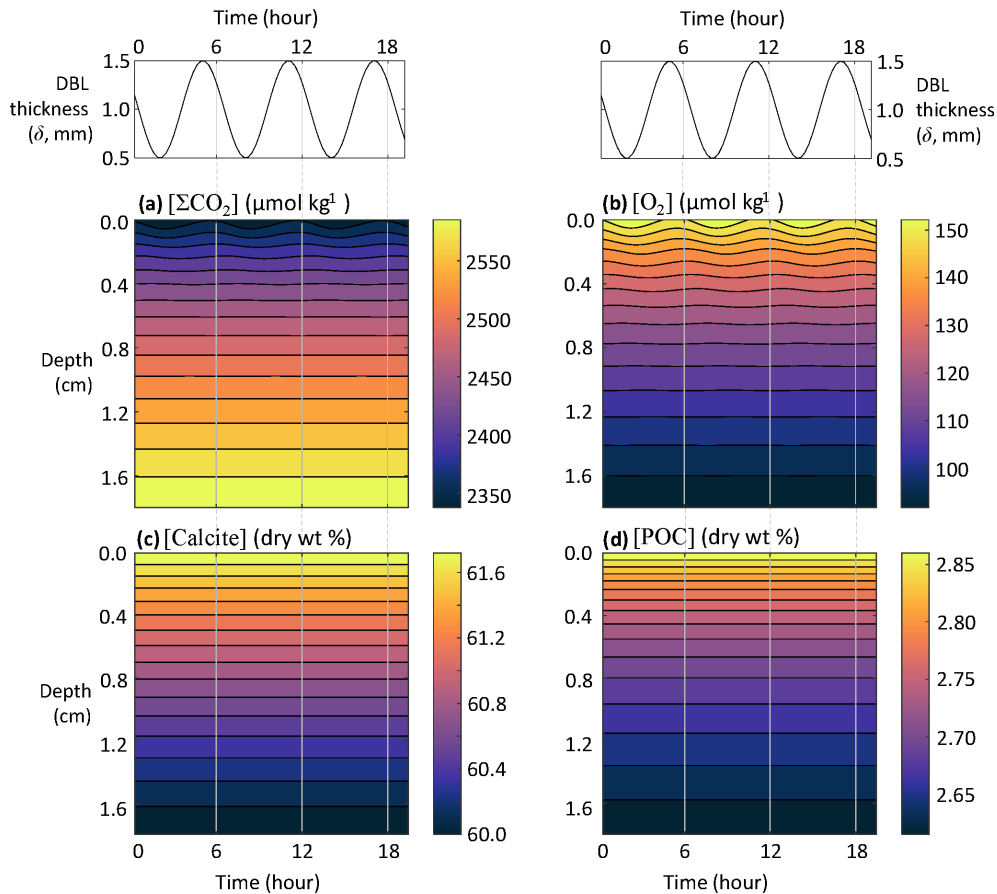 Time (hour)
0 6 12 18
1.5
DBL
thickness
(δ, mm)
1.0
0.5
Time (hour)
0 6 12 18
1.5
DBL
thickness
(δ, mm)
1.0
0.5
(a) [ΣCO₂] (μmol kg¹ )
0.0
0.4
0.8
Depth
(cm)
1.2
1.6
2550
2500
2450
2400
2350
(b) [O₂] (μmol kg¹ )
0.0
0.4
0.8
1.2
1.6
150
140
130
120
110
100
(c) [Calcite] (dry wt %)
0.0
0.4
0.8
Depth
(cm)
1.2
1.6
61.6
61.2
60.8
60.4
60.0
0 6 12 18
Time (hour)
(d) [POC] (dry wt %)
0.0
0.4
0.8
1.2
1.6
2.85
2.80
2.75
2.70
2.65
0 6 12 18
Time (hour)